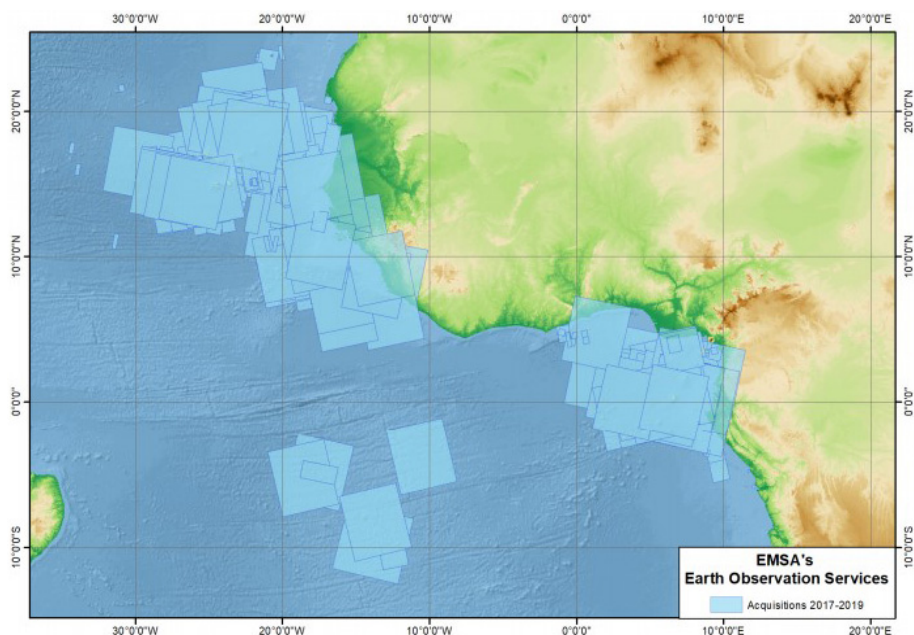 30°0'0"W 20°0'0"W 10°0'0"W 0°0'0" 10°0'0"E 20°0'0"E
20°0'0"N 20°0'0"N
10°0'0"N 10°0'0"N
0°0'0" 0°0'0"
10°0'0"S 10°0'0"S
EMSA's
Earth Observation Services
Acquisitions 2017-2019
30°0'0"W 20°0'0"W 10°0'0"W 0°0'0" 10°0'0"E 20°0'0"E